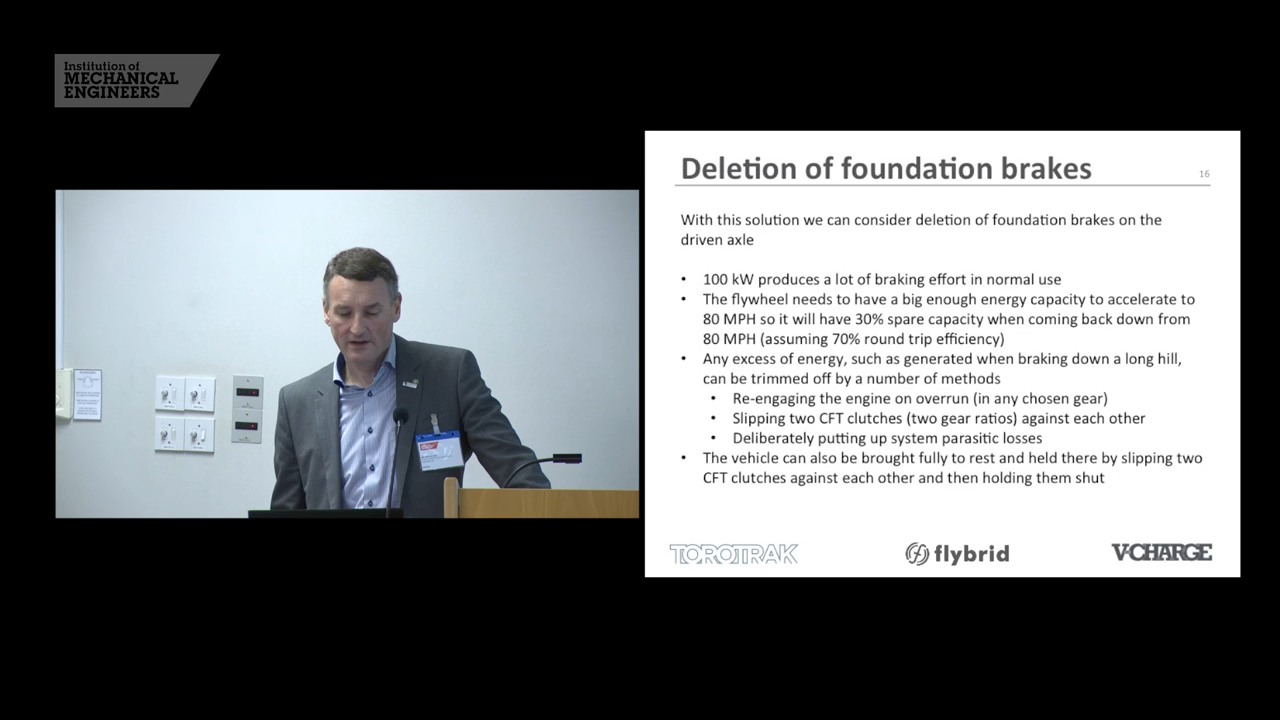 Institution of
MECHANICAL
ENGINEERS
Deletion of foundation brakes
16
With this solution we can consider deletion of foundation brakes on the
driven axle
• 100 kW produces a lot of braking effort in normal use
• The flywheel needs to have a big enough energy capacity to accelerate to
80 MPH so it will have 30% spare capacity when coming back down from
80 MPH (assuming 70% round trip efficiency)
• Any excess of energy, such as generated when braking down a long hill,
can be trimmed off by a number of methods
• Re-engaging the engine on overrun (in any chosen gear)
• Slipping two CFT clutches (two gear ratios) against each other
• Deliberately putting up system parasitic losses
• The vehicle can also be brought fully to rest and held there by slipping two
CFT clutches against each other and then holding them shut
TOROTRAK
flybrid
V-CHARGE